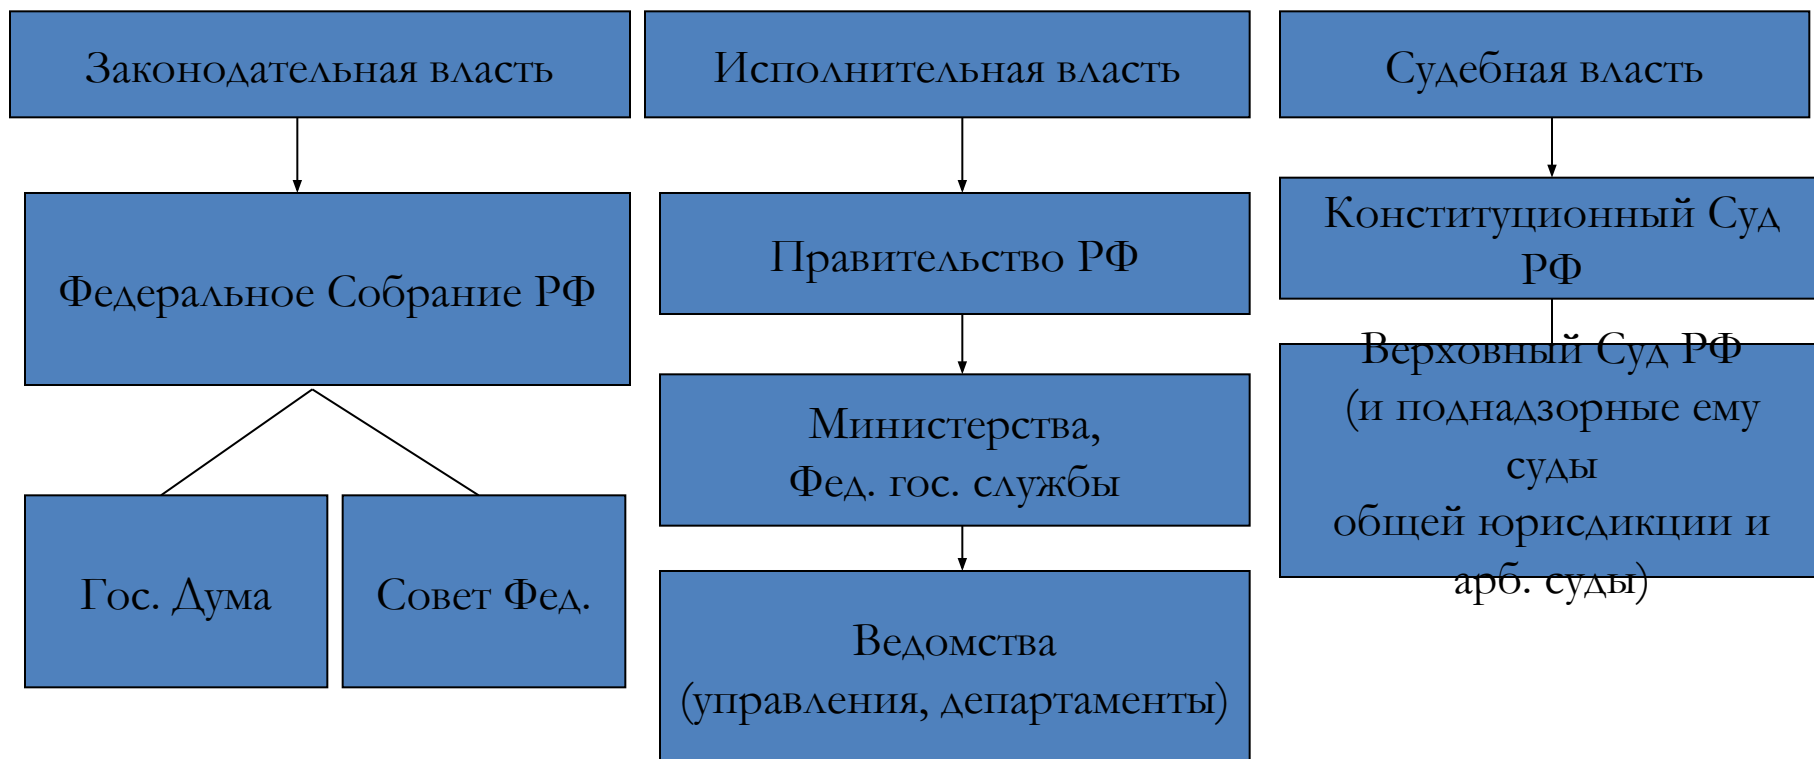 Законодательная власть
Исполнительная власть
Судебная власть
Федеральное Собрание РФ
Гос. Дума
Совет Фед.
Правительство РФ
Министерства,
Фед. гос. службы
Ведомства
(управления, департаменты)
Конституционный Суд
РФ
Верховный Суд РФ
(и поднадзорные ему
суды
общей юрисдикции и
арб. суды)